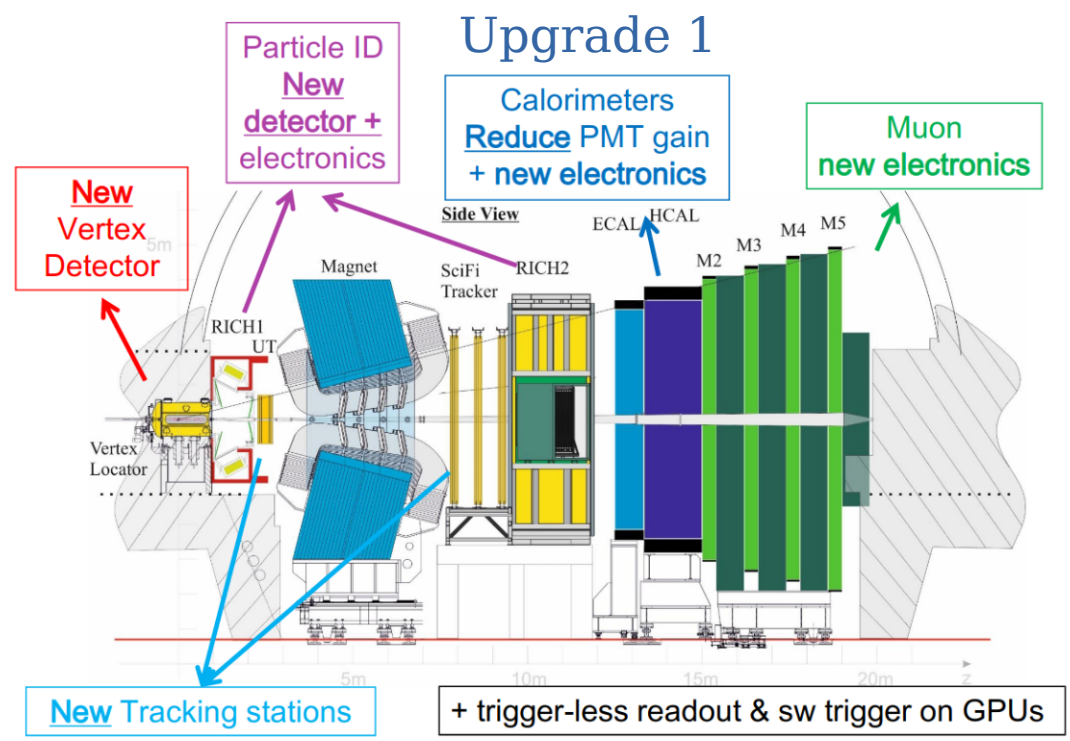 Upgrade 1
Particle ID
New
detector +
electronics
Calorimeters
Reduce PMT gain
+ new electronics
Muon
new electronics
New
Vertex
Detector
Side View
5m
ECAL
HCAL
M2
M3
M4
M5
Magnet
SciFi
Tracker
RICH2
RICH1
UT
Vertex
Locator
5m
10m
15m
20m
z
New Tracking stations
+ trigger-less readout & sw trigger on GPUs